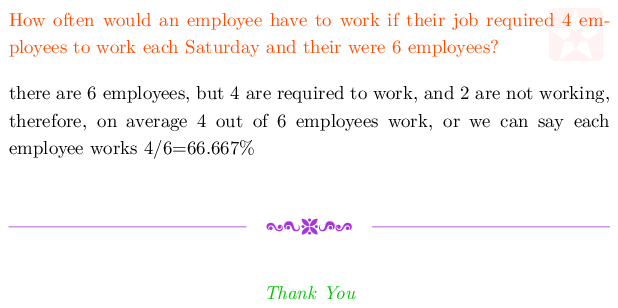 How often would an employee have to work if their job required 4 em-
ployees to work each Saturday and their were 6 employees?
there are 6 employees, but 4 are required to work, and 2 are not working,
therefore, on average 4 out of 6 employees work, or we can say each
employee works 4/6=66.667%
Thank You